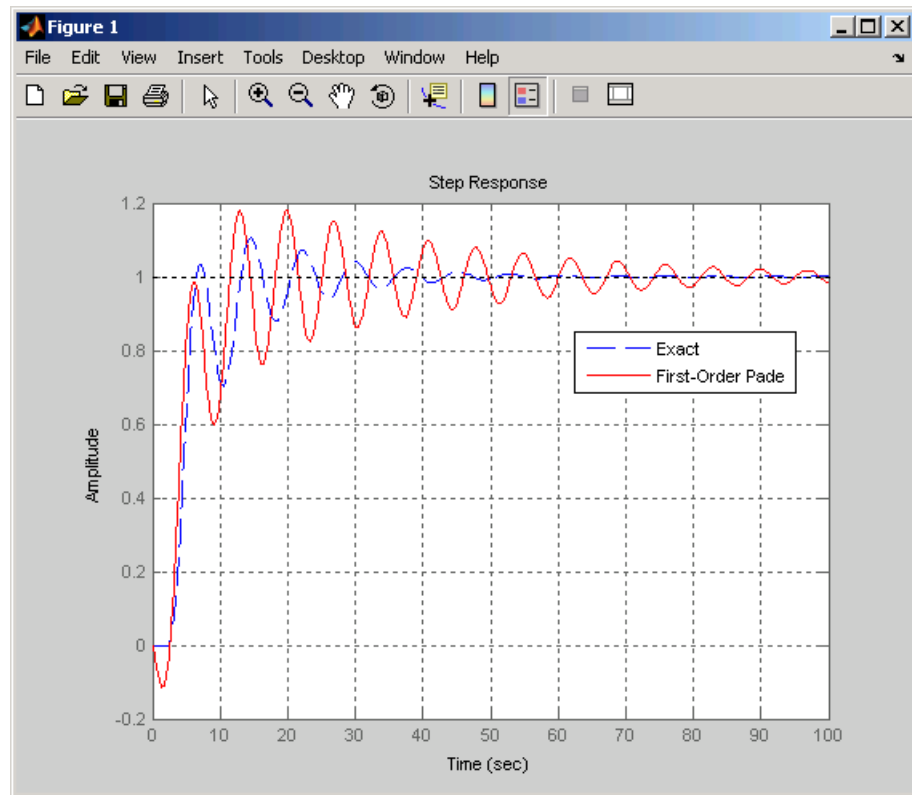 Figure 1
File Edit View Insert Tools Desktop Window Help
Step Response
1.2
1
0.8
0.6
0.4
0.2
0
-0.2
Amplitude
Exact
First-Order Pade
0 10 20 30 40 50 60 70 80 90 100
Time (sec)